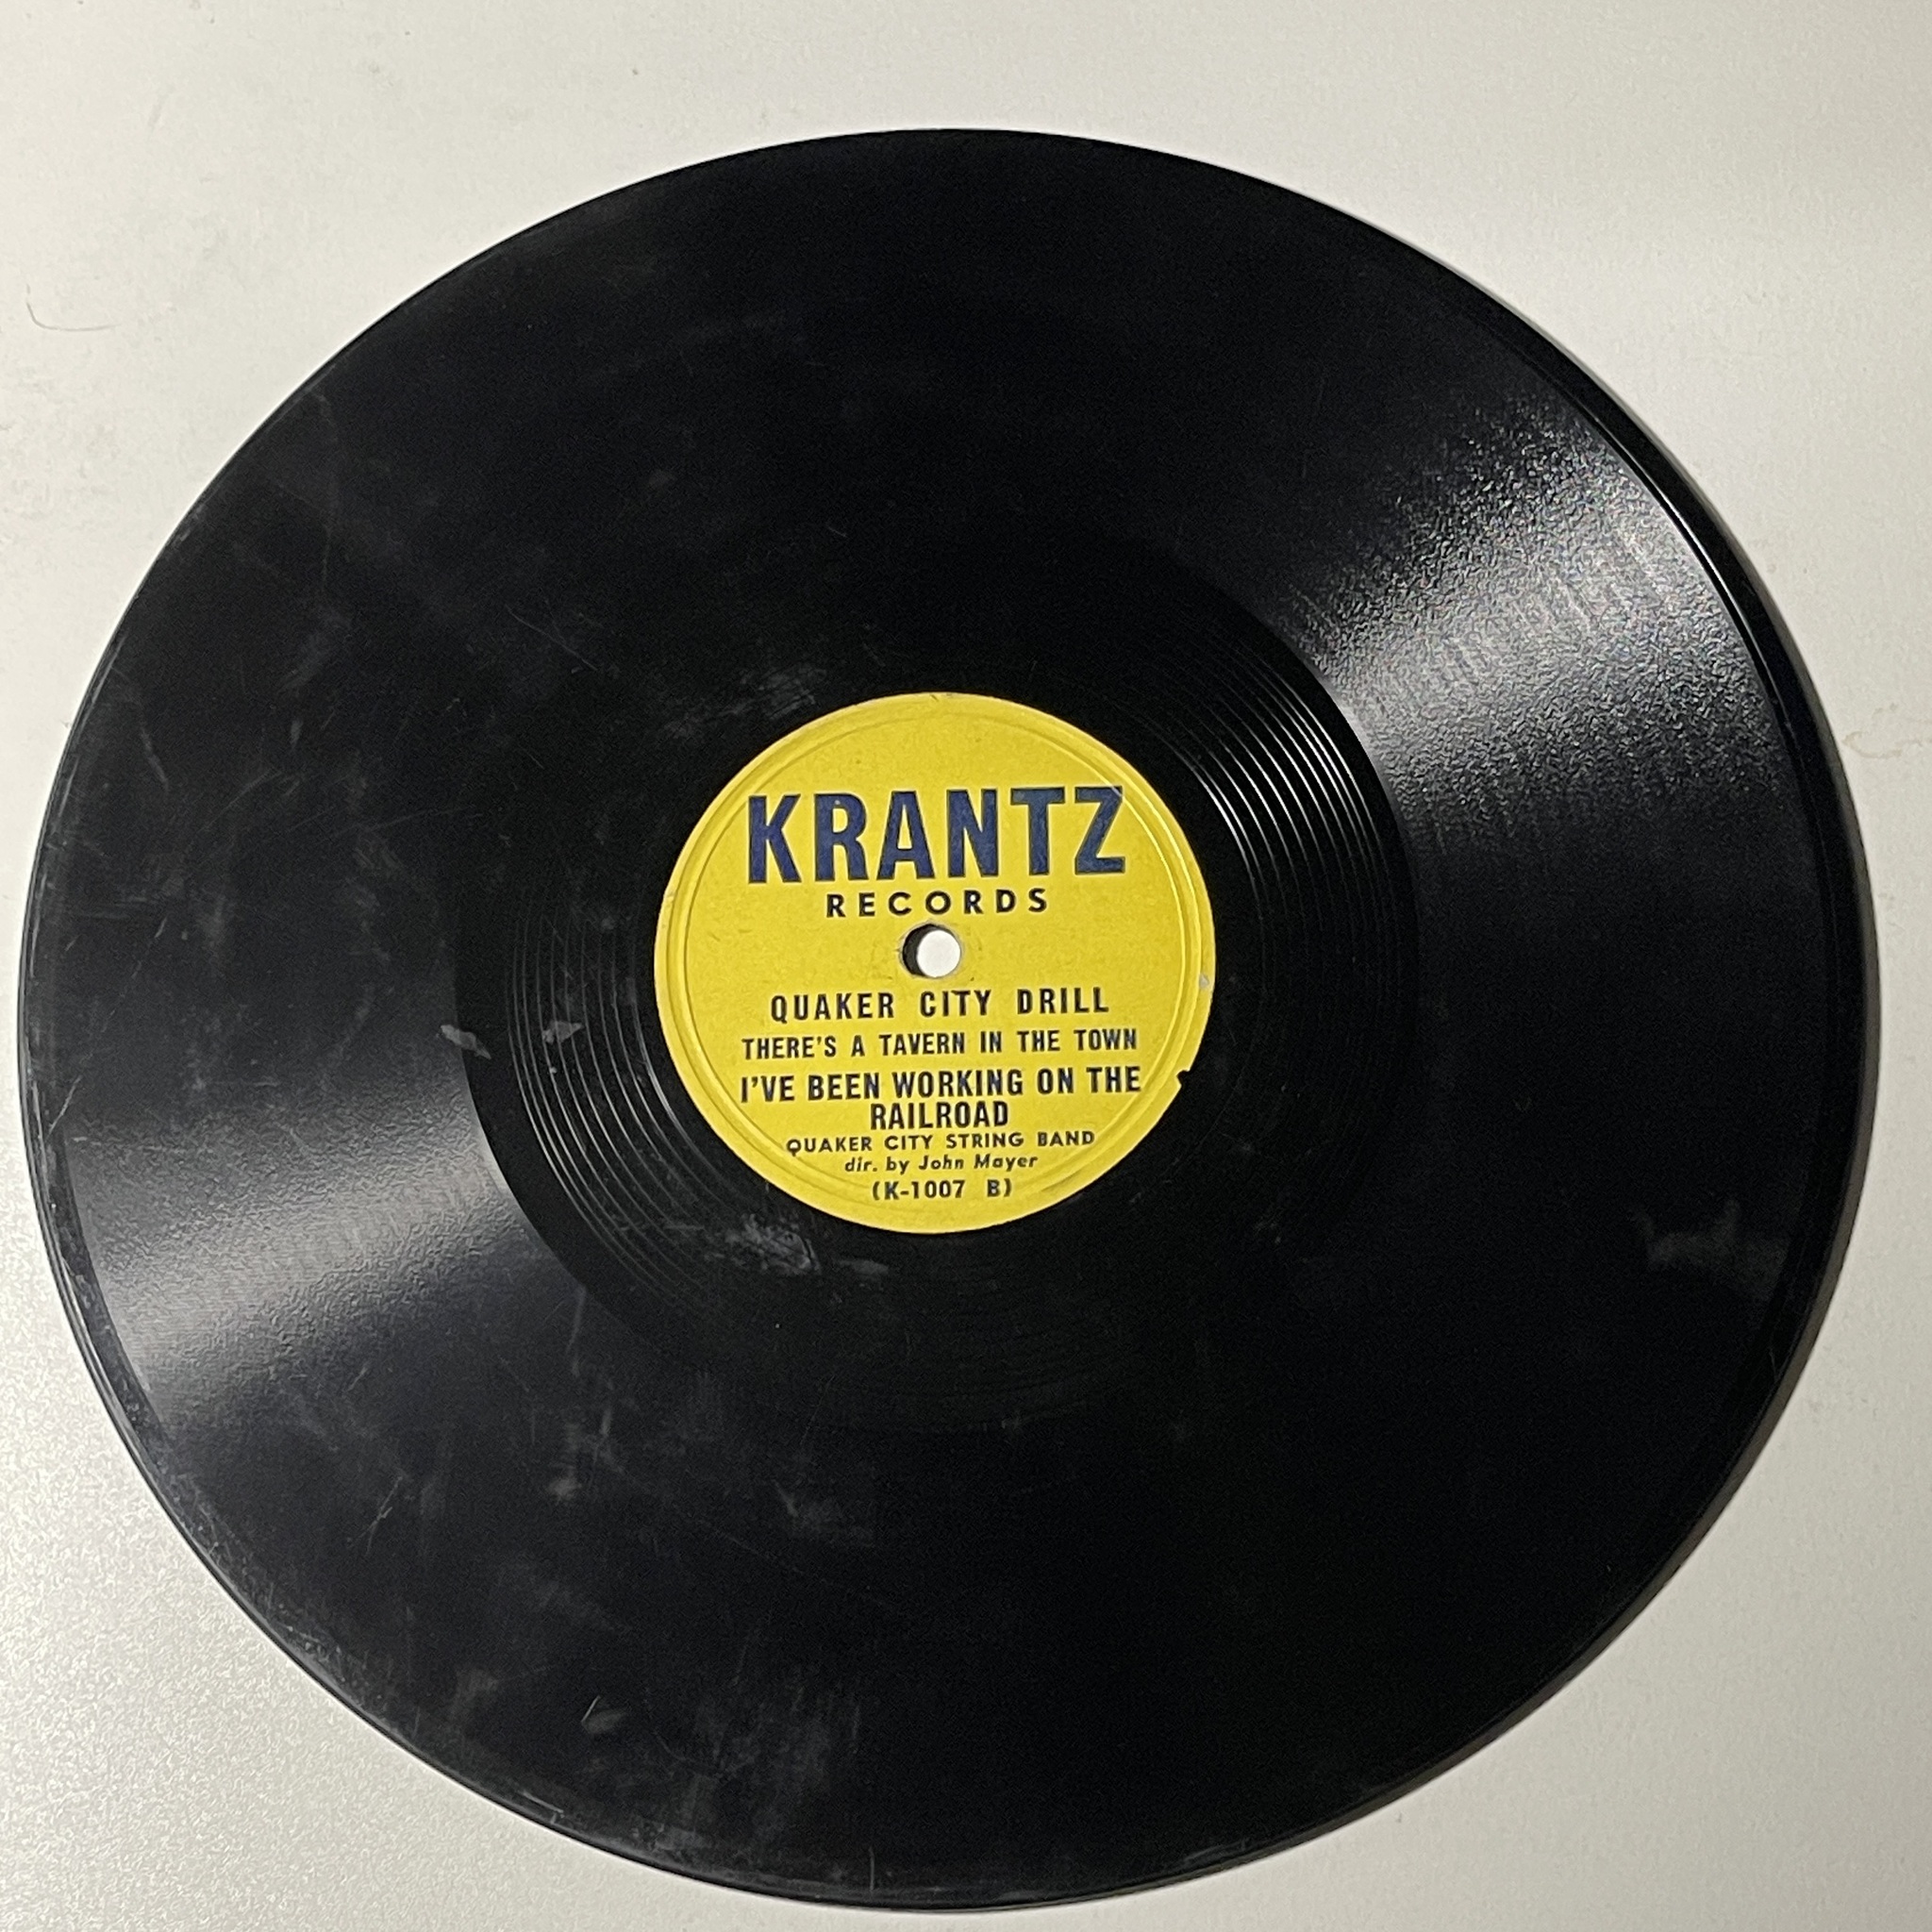 KRANTZ
RECORDS
QUAKER CITY DRILL
THERE'S A TAVERN IN THE TOWN
I'VE BEEN WORKING ON THE
RAILROAD
QUAKER CITY STRING BAND
dir. by John Mayer
(K-1007 B)